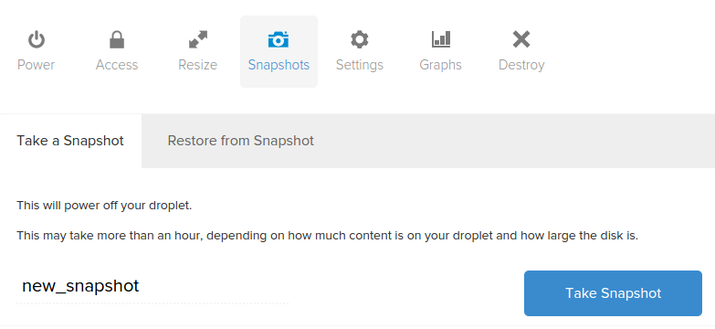 Power Access Resize Snapshots Settings Graphs Destroy
Take a Snapshot Restore from Snapshot
This will power off your droplet.
This may take more than an hour, depending on how much content is on your droplet and how large the disk is.
new_snapshot Take Snapshot